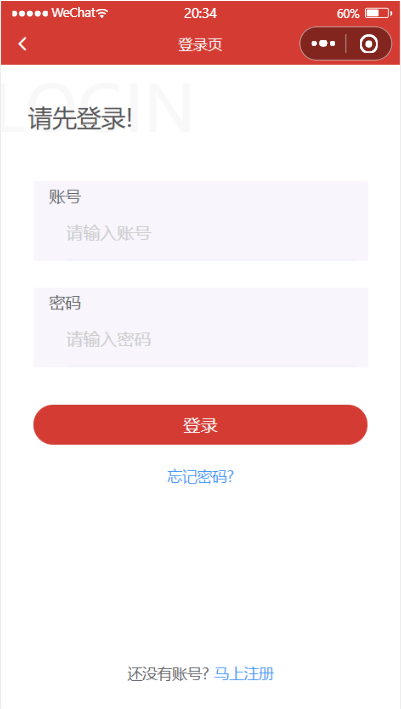 WeChat 20:34 60%
登录页
LOGIN
请先登录!
账号
请输入账号
密码
请输入密码
登录
忘记密码?
还没有账号? 马上注册